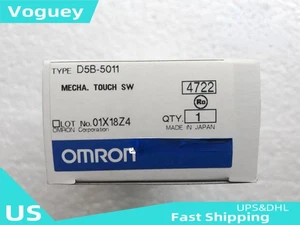 Voguey
TYPE D5B-5011
MECHA. TOUCH SW
4722
Ro
LOT No. 01X18Z4
OMRON Corporation
QTY. 1
MADE IN JAPAN
OMRON
US
UPS&DHL
Fast Shipping